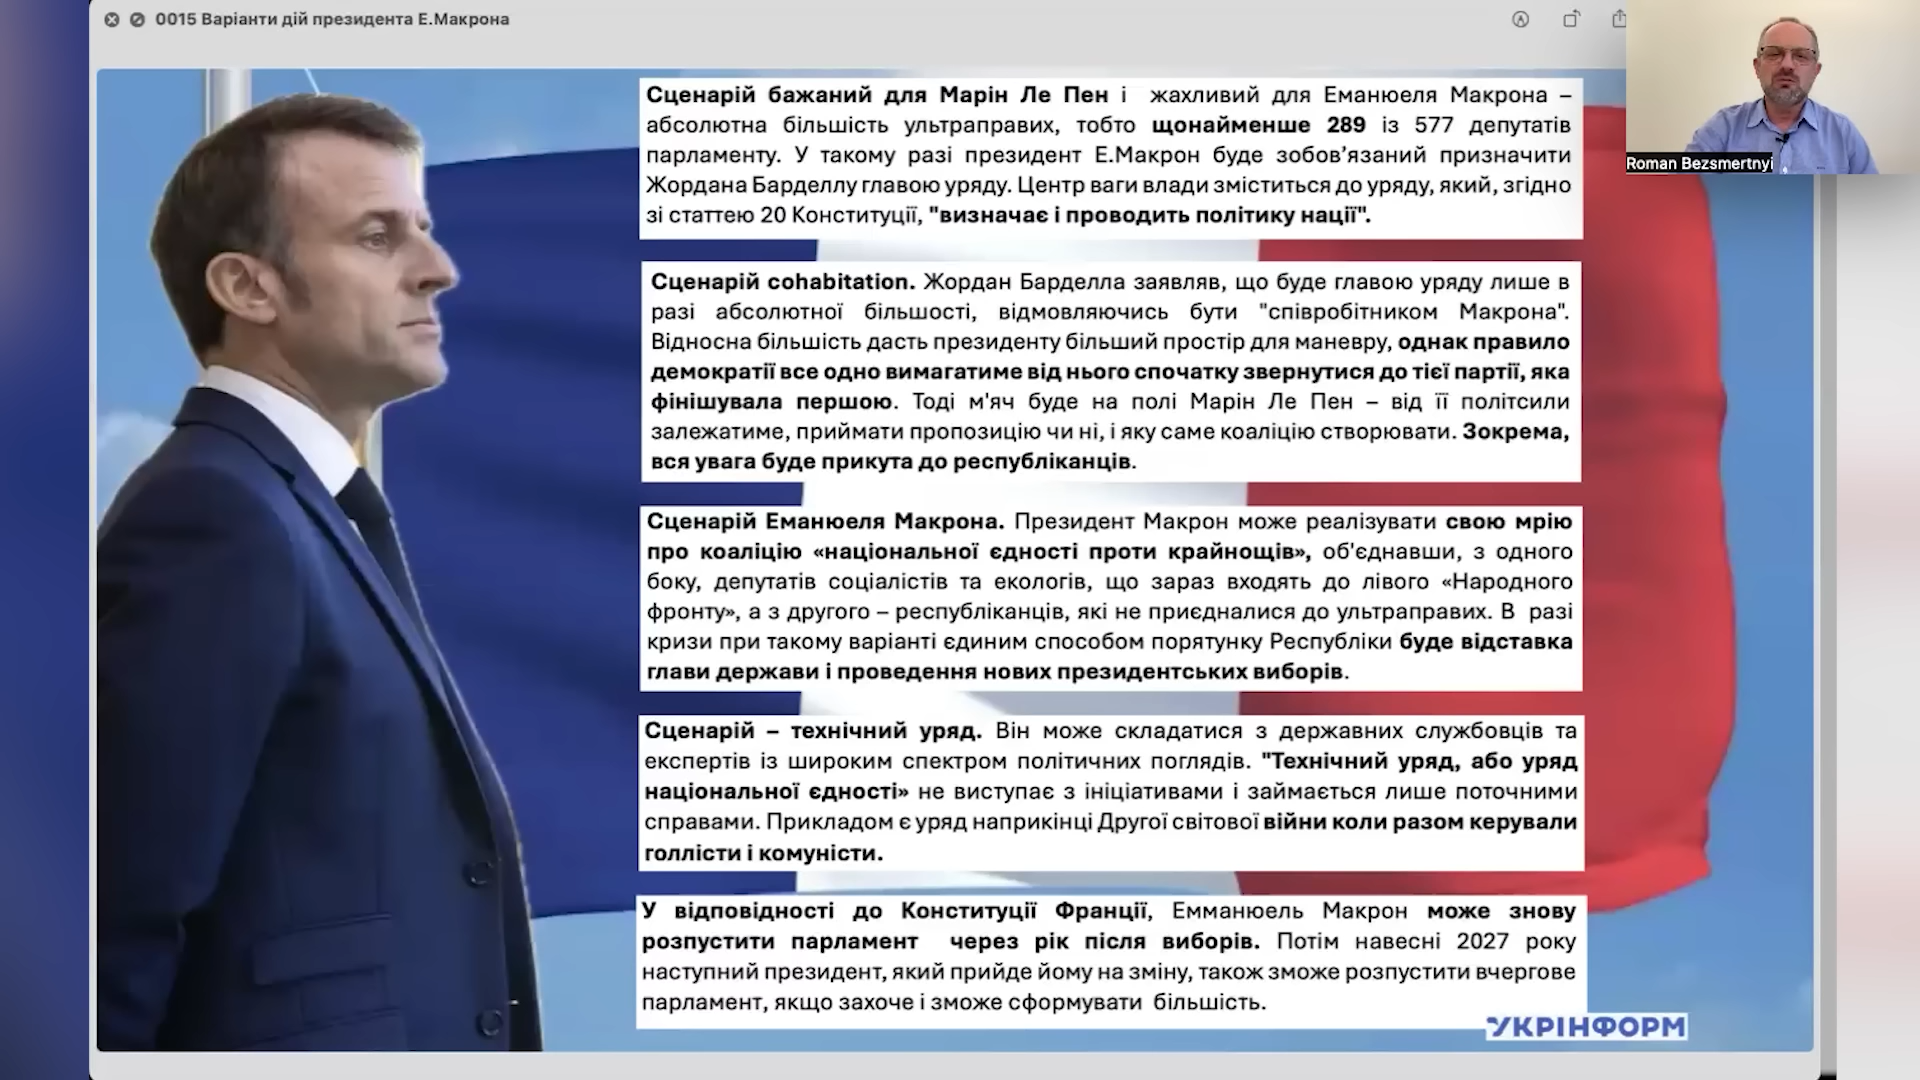 0015 Варіанти дій президента Е.Макрона
Roman Bezsmertnyi
Сценарій бажаний для Марін Ле Пен і жахливий для Еманюеля Макрона –
абсолютна більшість ультраправих, тобто щонайменше 289 із 577 депутатів
парламенту. У такому разі президент Е.Макрон буде зобов’язаний призначити
Жордана Барделлу главою уряду. Центр ваги влади зміститься до уряду, який, згідно
зі статтею 20 Конституції, "визначає і проводить політику нації".
Сценарій cohabitation. Жордан Барделла заявляв, що буде главою уряду лише в
разі абсолютної більшості, відмовляючись бути "співробітником Макрона".
Відносна більшість дасть президенту більший простір для маневру, однак правило
демократії все одно вимагатиме від нього спочатку звернутися до тієї партії, яка
фінішувала першою. Тоді м'яч буде на полі Марін Ле Пен – від її політсили
залежатиме, приймати пропозицію чи ні, і яку саме коаліцію створювати. Зокрема,
вся увага буде прикута до республіканців.
Сценарій Еманюеля Макрона. Президент Макрон може реалізувати свою мрію
про коаліцію «національної єдності проти крайнощів», об'єднавши, з одного
боку, депутатів соціалістів та екологів, що зараз входять до лівого «Народного
фронту», а з другого – республіканців, які не приєдналися до ультраправих. В разі
кризи при такому варіанті єдиним способом порятунку Республіки буде відставка
глави держави і проведення нових президентських виборів.
Сценарій – технічний уряд. Він може складатися з державних службовців та
експертів із широким спектром політичних поглядів. "Технічний уряд, або уряд
національної єдності» не виступає з ініціативами і займається лише поточними
справами. Прикладом є уряд наприкінці Другої світової війни коли разом керували
голлісти і комуністи.
У відповідності до Конституції Франції, Емманюель Макрон може знову
розпустити парламент через рік після виборів. Потім навесні 2027 року
наступний президент, який прийде йому на зміну, також зможе розпустити вчергове
парламент, якщо захоче і зможе сформувати більшість.
УКРІНФОРМ